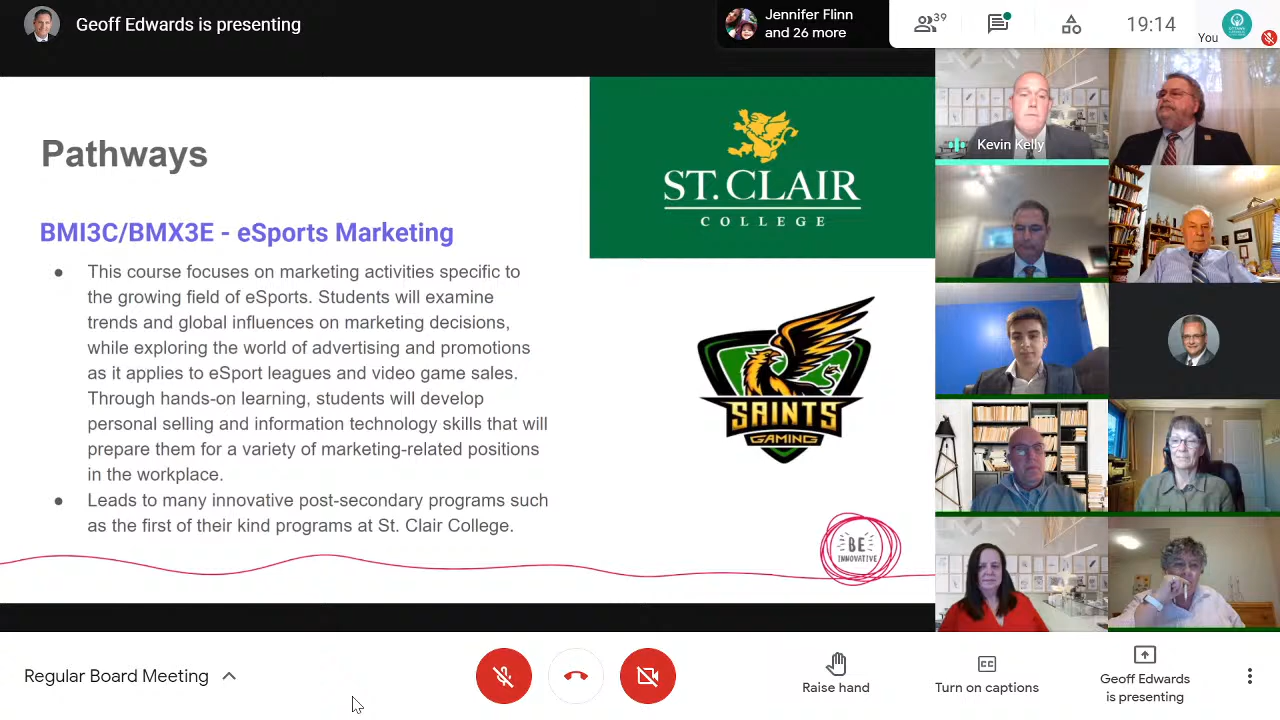 Geoff Edwards is presenting
Jennifer Flinn
and 26 more
39
19:14
You
Pathways
BMI3C/BMX3E - eSports Marketing
● This course focuses on marketing activities specific to
the growing field of eSports. Students will examine
trends and global influences on marketing decisions,
while exploring the world of advertising and promotions
as it applies to eSport leagues and video game sales.
Through hands-on learning, students will develop
personal selling and information technology skills that will
prepare them for a variety of marketing-related positions
in the workplace.
● Leads to many innovative post-secondary programs such
as the first of their kind programs at St. Clair College.
ST. CLAIR
COLLEGE
SAINTS
GAMING
BE
INNOVATIVE
Kevin Kelly
Regular Board Meeting
Raise hand
CC
Turn on captions
Geoff Edwards
is presenting